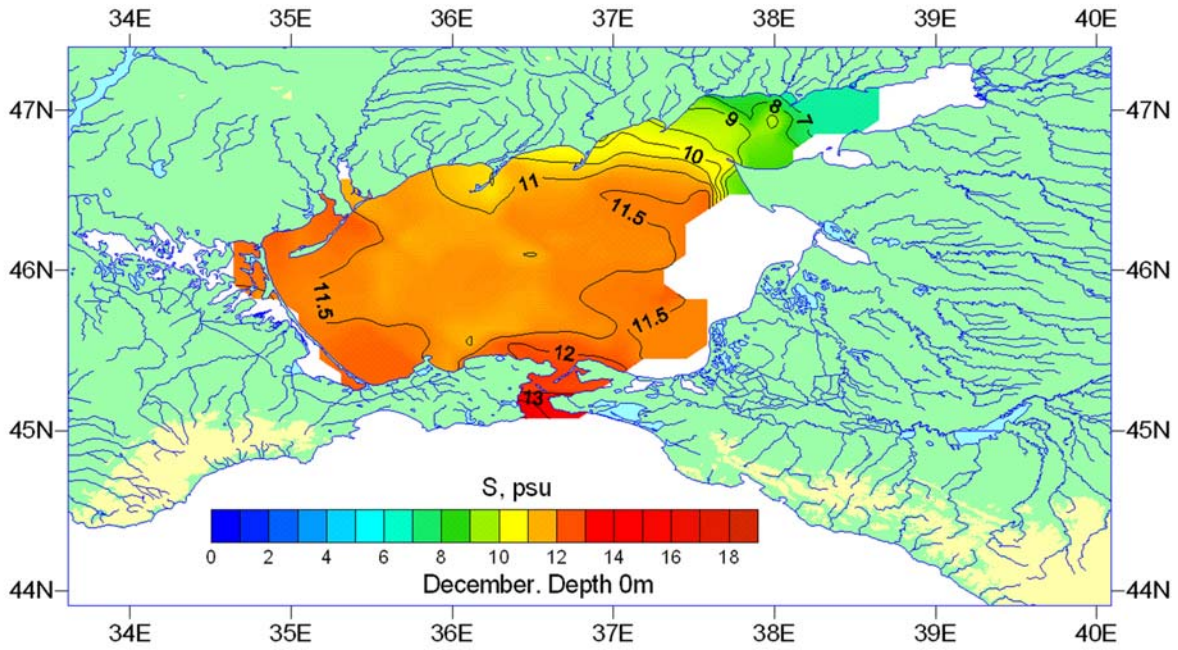 34E 35E 36E 37E 38E 39E 40E
47N 8 7 47N
9
10
11
11.5
46N 46N
11.5 11.5
12
13
45N 45N
S, psu
0 2 4 6 8 10 12 14 16 18
December. Depth 0m
44N 44N
34E 35E 36E 37E 38E 39E 40E